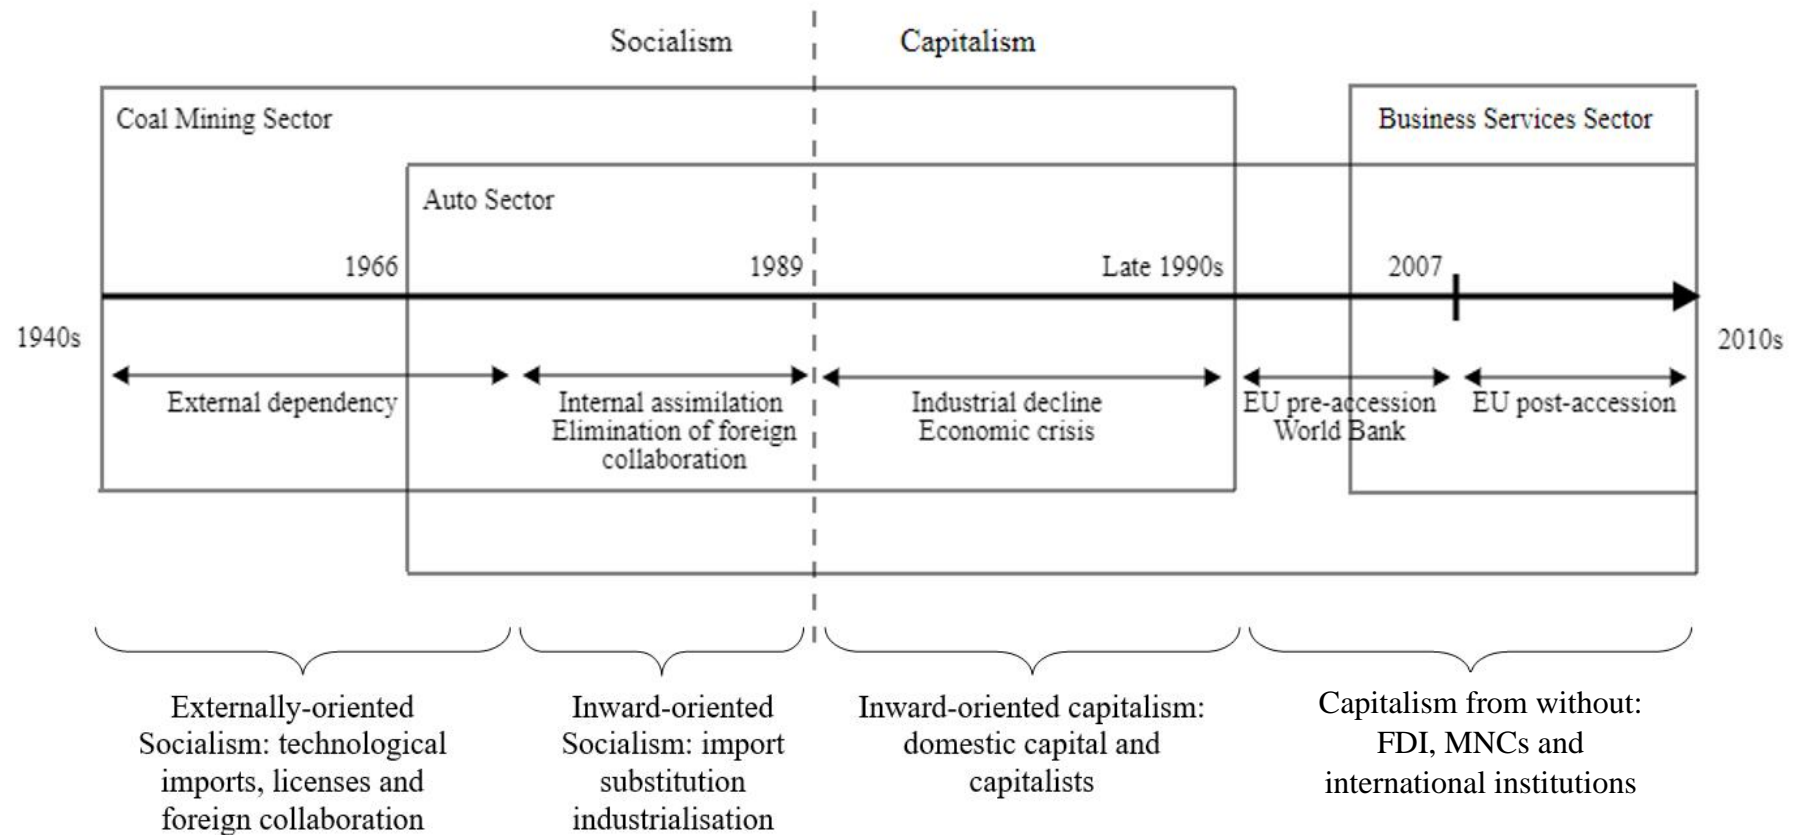 Socialism
Capitalism
Coal Mining Sector
Business Services Sector
Auto Sector
1966
1989
Late 1990s
2007
1940s
2010s
External dependency
Internal assimilation
Elimination of foreign
collaboration
Industrial decline
Economic crisis
EU pre-accession
World Bank
EU post-accession
Externally-oriented
Socialism: technological
imports, licenses and
foreign collaboration
Inward-oriented
Socialism: import
substitution
industrialisation
Inward-oriented capitalism:
domestic capital and
capitalists
Capitalism from without:
FDI, MNCs and
international institutions